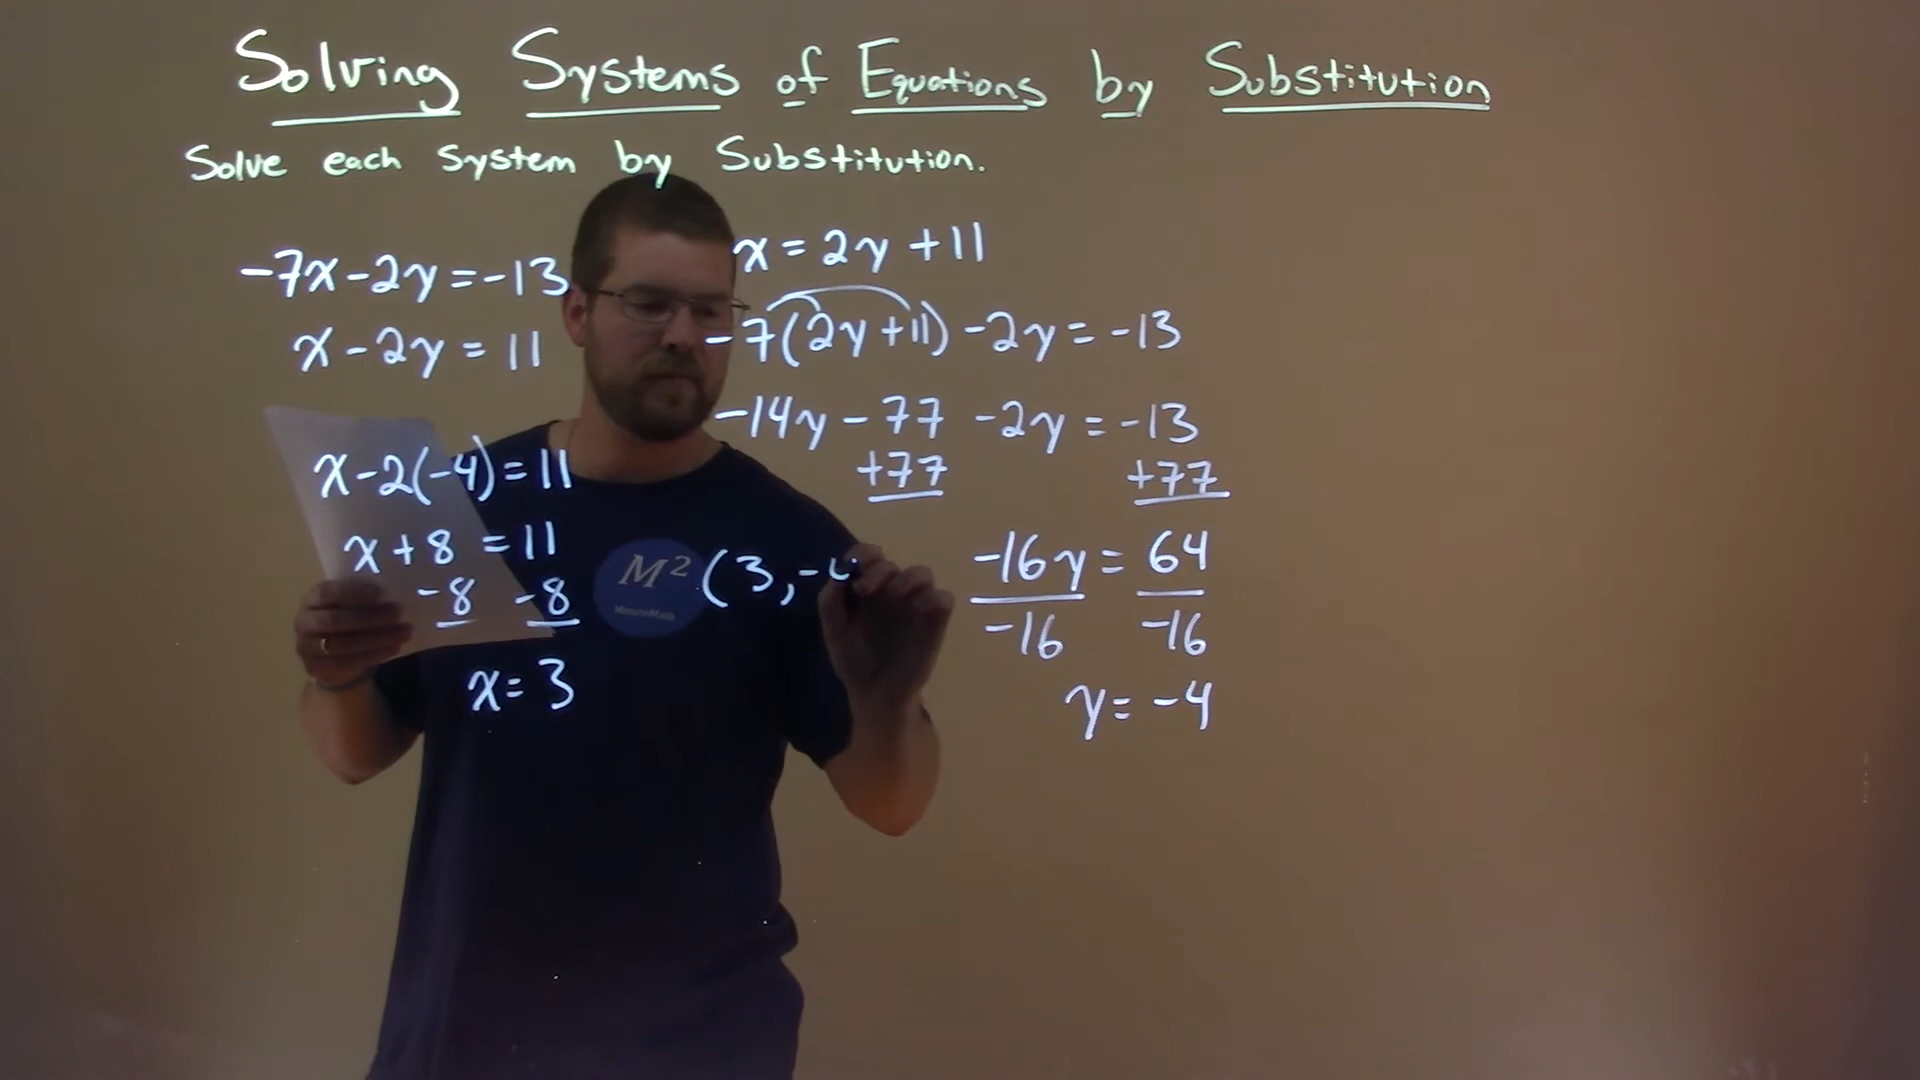 Solving Systems of Equations by Substitution
Solve each System by Substitution.
-7x-2y=-13
x-2y=11
x=2y+11
-7(2y+11)-2y=-13
-14y-77-2y=-13
+77 +77
-16y=64
-16 -16
y=-4
x-2(-4)=11
x+8=11
-8 -8
x=3
(3,-4
M²
MinuteMath